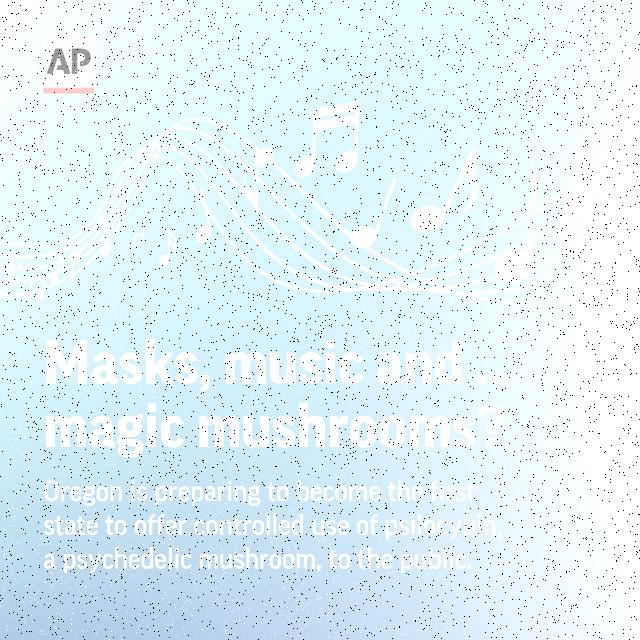 AP
Masks, music and ...
magic mushrooms?
Oregon is preparing to become the first
state to offer controlled use of psilocybin,
a psychedelic mushroom, to the public.